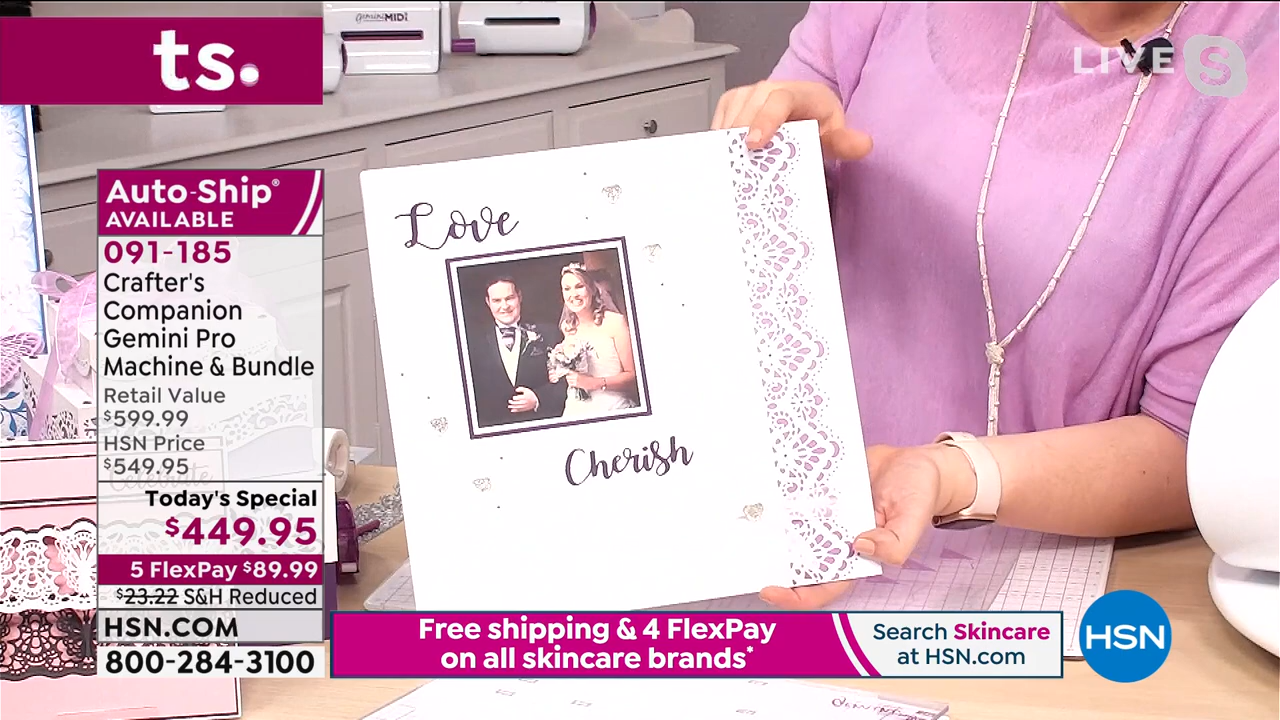 ts.
GeminiMIDI
LIVE S
Auto-Ship®
AVAILABLE
091-185
Crafter's
Companion
Gemini Pro
Machine & Bundle
Retail Value
$599.99
HSN Price
$549.95
Celebrate
Today's Special
$449.95
5 FlexPay $89.99
$23.22 S&H Reduced
HSN.COM
800-284-3100
Love
Cherish
Free shipping & 4 FlexPay
on all skincare brands*
Search Skincare
at HSN.com
HSN